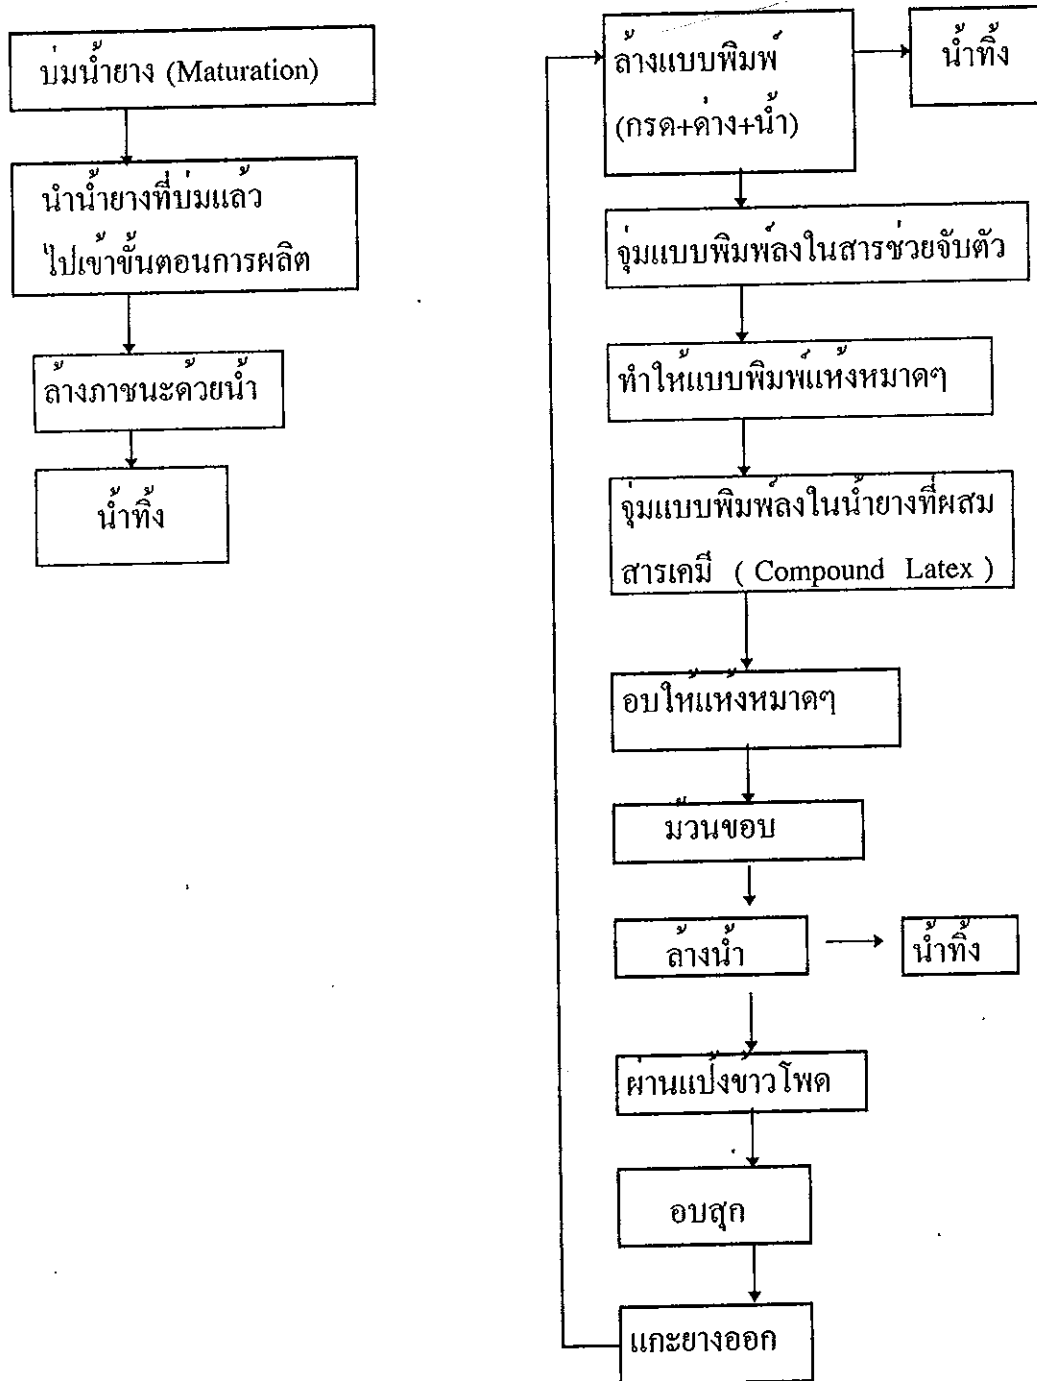 บ่มน้ำยาง (Maturation)
นำน้ำยางที่บ่มแล้ว
ไปเข้าขั้นตอนการผลิต
ล้างภาชนะด้วยน้ำ
น้ำทิ้ง
ล้างแบบพิมพ์
(กรด+ด่าง+น้ำ)
น้ำทิ้ง
จุ่มแบบพิมพ์ลงในสารช่วยจับตัว
ทำให้แบบพิมพ์แห้งหมาดๆ
จุ่มแบบพิมพ์ลงในน้ำยางที่ผสม
สารเคมี ( Compound Latex )
อบให้แห้งหมาดๆ
ม้วนขอบ
ล้างน้ำ
น้ำทิ้ง
ผ่านแป้งข้าวโพด
อบสุก
แกะยางออก